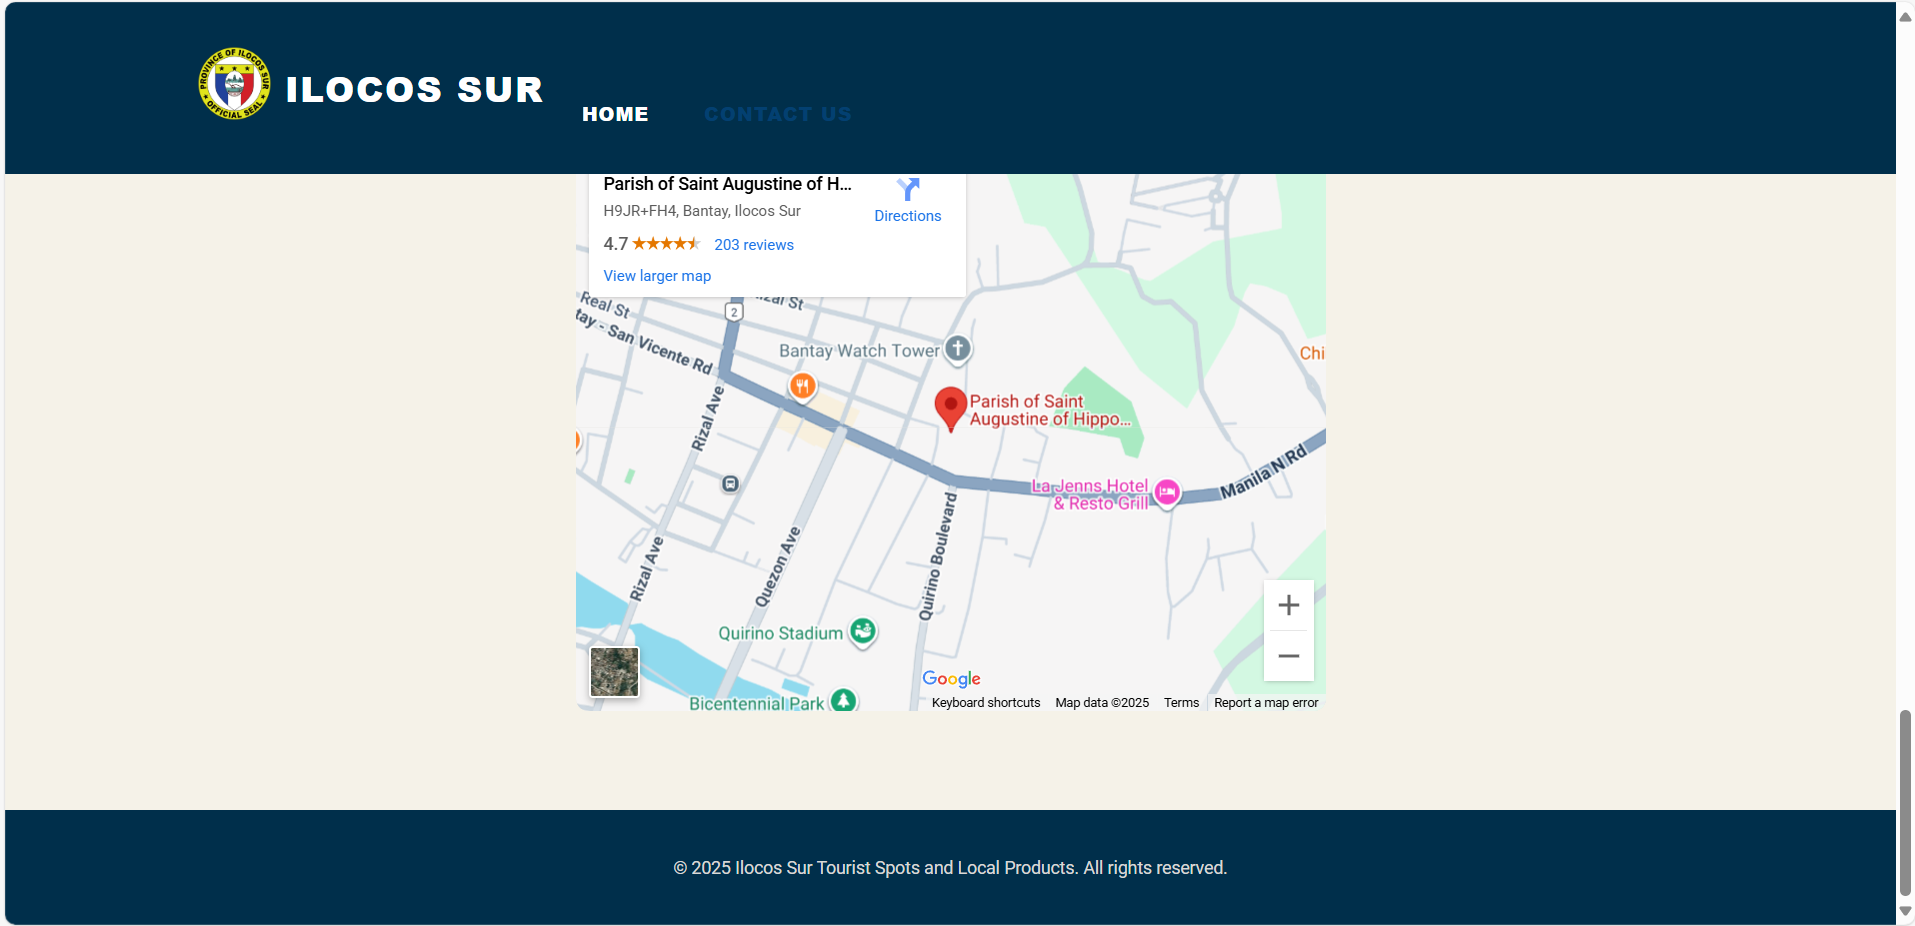 PROVINCE OF ILOCOS SUR
OFFICIAL SEAL
ILOCOS SUR
HOME
CONTACT US
Parish of Saint Augustine of H...
H9JR+FH4, Bantay, Ilocos Sur
Directions
4.7
203 reviews
View larger map
Real St
2
Bantay Watch Tower
Chi
Rizal Ave
Parish of Saint
Augustine of Hippo...
La Jenns Hotel
& Resto Grill
Manila N Rd
Rizal Ave
Quezon Ave
Quirino Boulevard
Quirino Stadium
Google
Bicentennial Park
Keyboard shortcuts
Map data ©2025
Terms
Report a map error
tay - San Vicente Rd
izal St
© 2025 Ilocos Sur Tourist Spots and Local Products. All rights reserved.